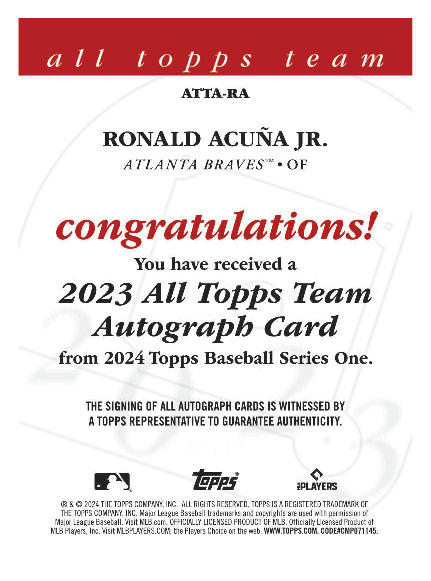 all topps team
ATTA-RA
RONALD ACUÑA JR.
ATLANTA BRAVES™ • OF
congratulations!
You have received a
2023 All Topps Team
Autograph Card
from 2024 Topps Baseball Series One.
THE SIGNING OF ALL AUTOGRAPH CARDS IS WITNESSED BY
A TOPPS REPRESENTATIVE TO GUARANTEE AUTHENTICITY.
topps
PLAYERS
® & © 2024 THE TOPPS COMPANY, INC. ALL RIGHTS RESERVED. TOPPS IS A REGISTERED TRADEMARK OF
THE TOPPS COMPANY, INC. Major League Baseball trademarks and copyrights are used with permission of
Major League Baseball. Visit MLB.com. OFFICIALLY LICENSED PRODUCT OF MLB. Officially Licensed Product of
MLB Players, Inc. Visit MLBPLAYERS.COM, the Players Choice on the web. WWW.TOPPS.COM. CODE#CMP071145.